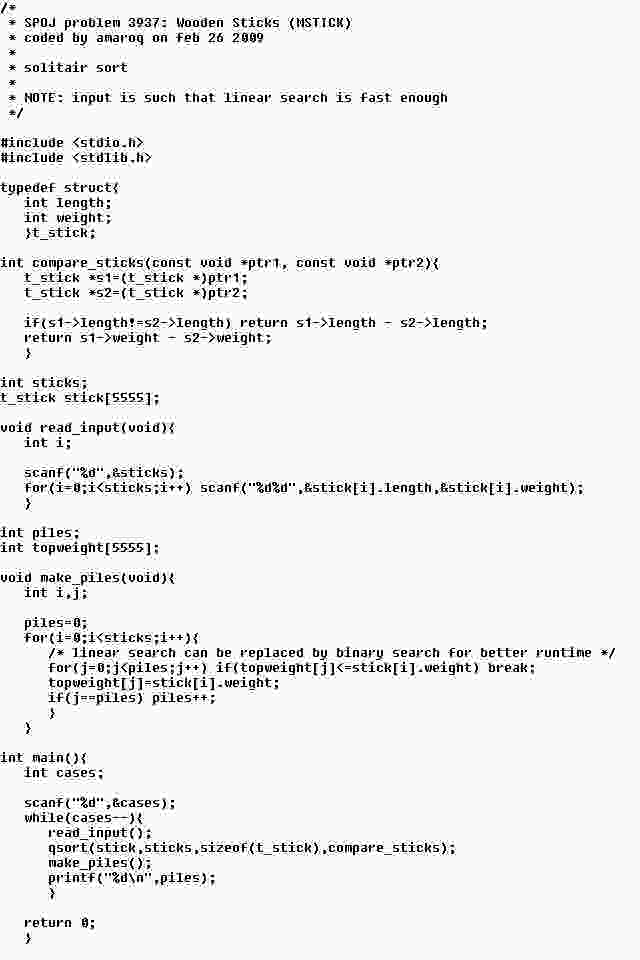 /*
 * SPOJ problem 3937: Wooden Sticks (MSTICK)
 * coded by amaroq on feb 26 2009
 *
 * solitair sort
 *
 * NOTE: input is such that linear search is fast enough
 */

#include <stdio.h>
#include <stdlib.h>

typedef struct{
   int length;
   int weight;
   }t_stick;

int compare_sticks(const void *ptr1, const void *ptr2){
   t_stick *s1=(t_stick *)ptr1;
   t_stick *s2=(t_stick *)ptr2;

   if(s1->length!=s2->length) return s1->length - s2->length;
   return s1->weight - s2->weight;
   }

int sticks;
t_stick stick[5555];

void read_input(void){
   int i;

   scanf("%d",&sticks);
   for(i=0;i<sticks;i++) scanf("%d%d",&stick[i].length,&stick[i].weight);
   }

int piles;
int topweight[5555];

void make_piles(void){
   int i,j;

   piles=0;
   for(i=0;i<sticks;i++){
      /* linear search can be replaced by binary search for better runtime */
      for(j=0;j<piles;j++) if(topweight[j]<=stick[i].weight) break;
      topweight[j]=stick[i].weight;
      if(j==piles) piles++;
      }
   }

int main(){
   int cases;

   scanf("%d",&cases);
   while(cases--){
      read_input();
      qsort(stick,sticks,sizeof(t_stick),compare_sticks);
      make_piles();
      printf("%d\n",piles);
      }

   return 0;
   }